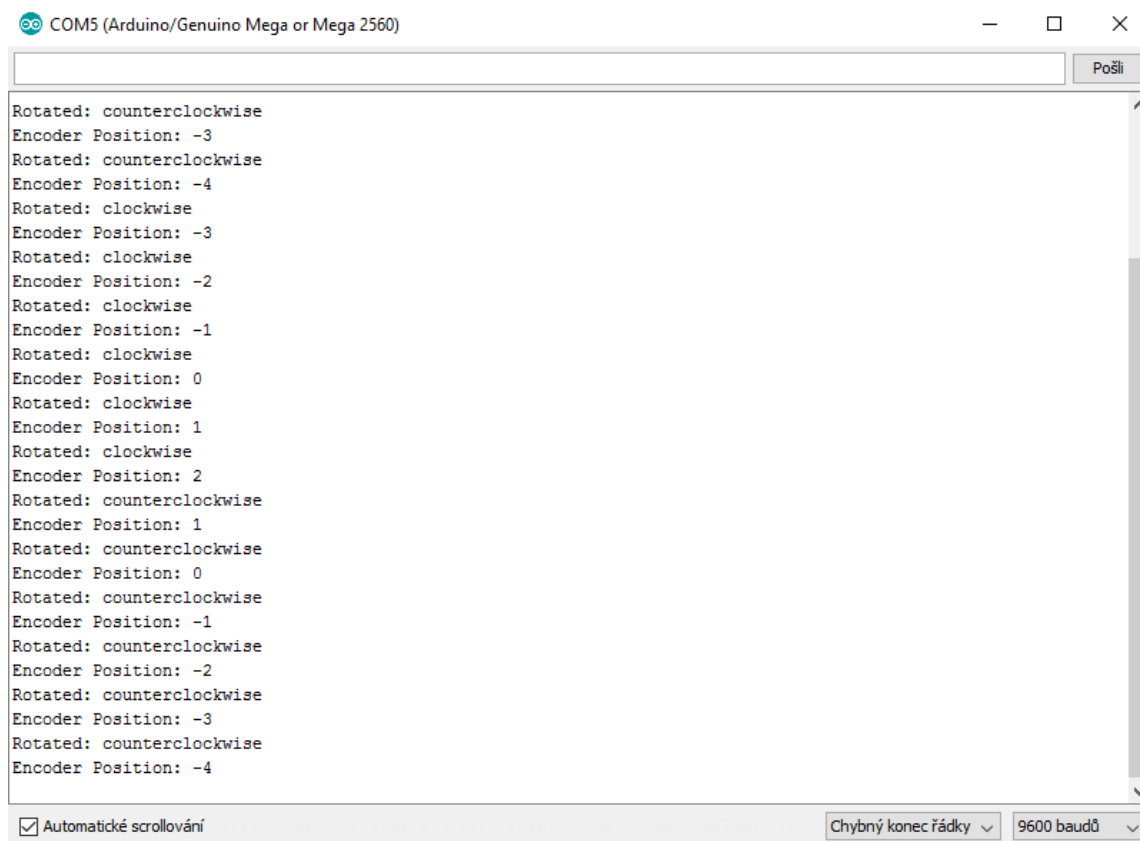 COM5 (Arduino/Genuino Mega or Mega 2560)
Pošli
Rotated: counterclockwise
Encoder Position: -3
Rotated: counterclockwise
Encoder Position: -4
Rotated: clockwise
Encoder Position: -3
Rotated: clockwise
Encoder Position: -2
Rotated: clockwise
Encoder Position: -1
Rotated: clockwise
Encoder Position: 0
Rotated: clockwise
Encoder Position: 1
Rotated: clockwise
Encoder Position: 2
Rotated: counterclockwise
Encoder Position: 1
Rotated: counterclockwise
Encoder Position: 0
Rotated: counterclockwise
Encoder Position: -1
Rotated: counterclockwise
Encoder Position: -2
Rotated: counterclockwise
Encoder Position: -3
Rotated: counterclockwise
Encoder Position: -4
Automatické scrollování
Chybný konec řádky
9600 baudů